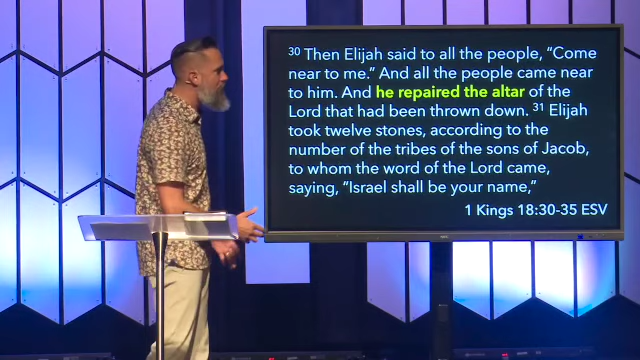 30 Then Elijah said to all the people, “Come
near to me.” And all the people came near
to him. And he repaired the altar of the
Lord that had been thrown down. 31 Elijah
took twelve stones, according to the
number of the tribes of the sons of Jacob,
to whom the word of the Lord came,
saying, “Israel shall be your name,”
1 Kings 18:30-35 ESV
NEC